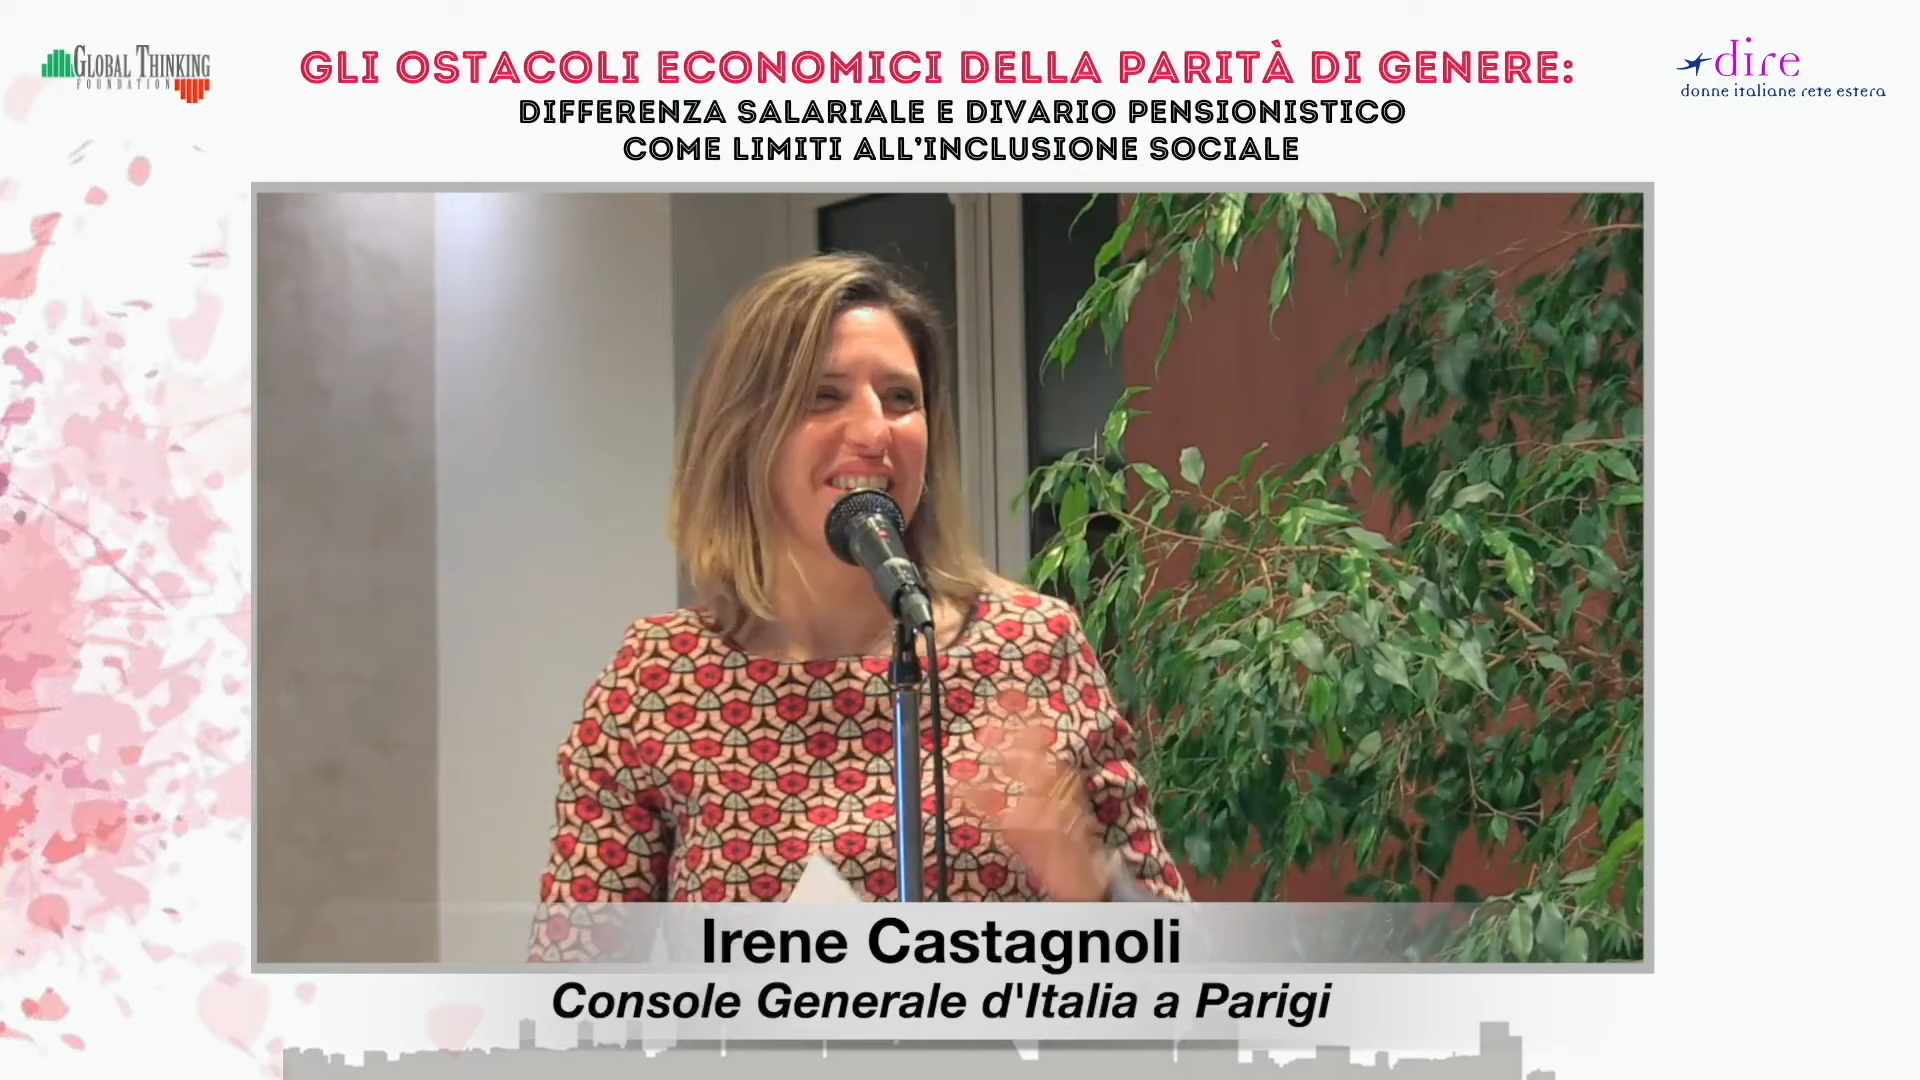 GLOBAL THINKING
FOUNDATION
GLI OSTACOLI ECONOMICI DELLA PARITÀ DI GENERE:
DIFFERENZA SALARIALE E DIVARIO PENSIONISTICO
COME LIMITI ALL'INCLUSIONE SOCIALE
dire
donne italiane rete estera
Irene Castagnoli
Console Generale d'Italia a Parigi